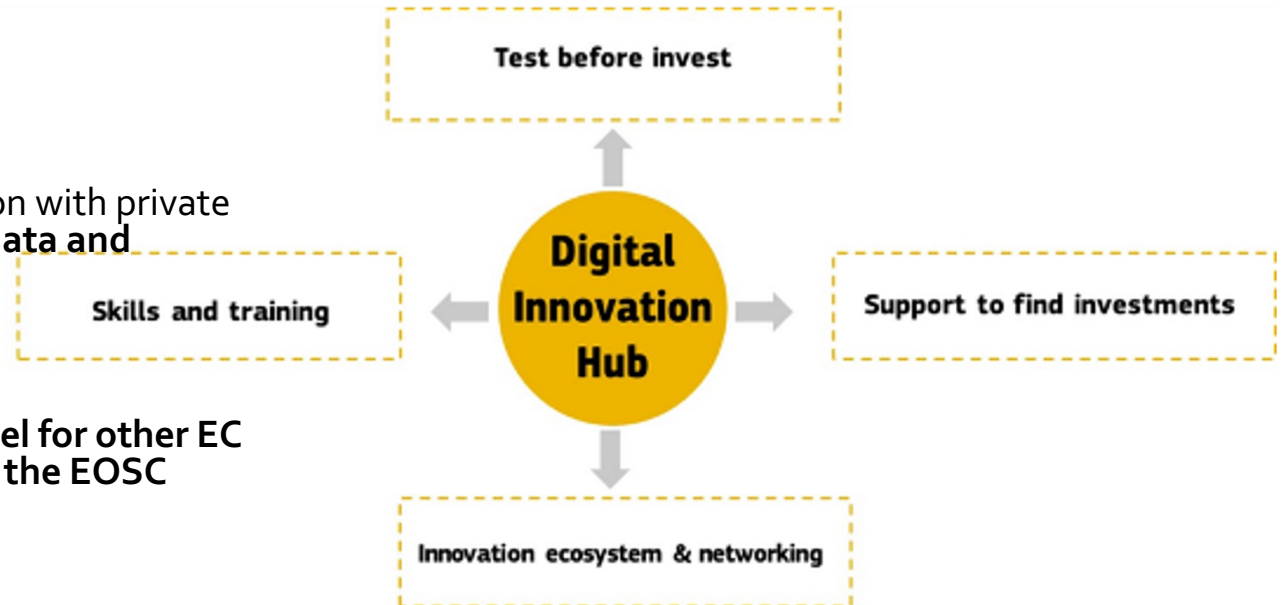 Test before invest
on with private
ata and
Skills and training
Digital
Innovation
Hub
Support to find investments
el for other EC
the EOSC
Innovation ecosystem & networking